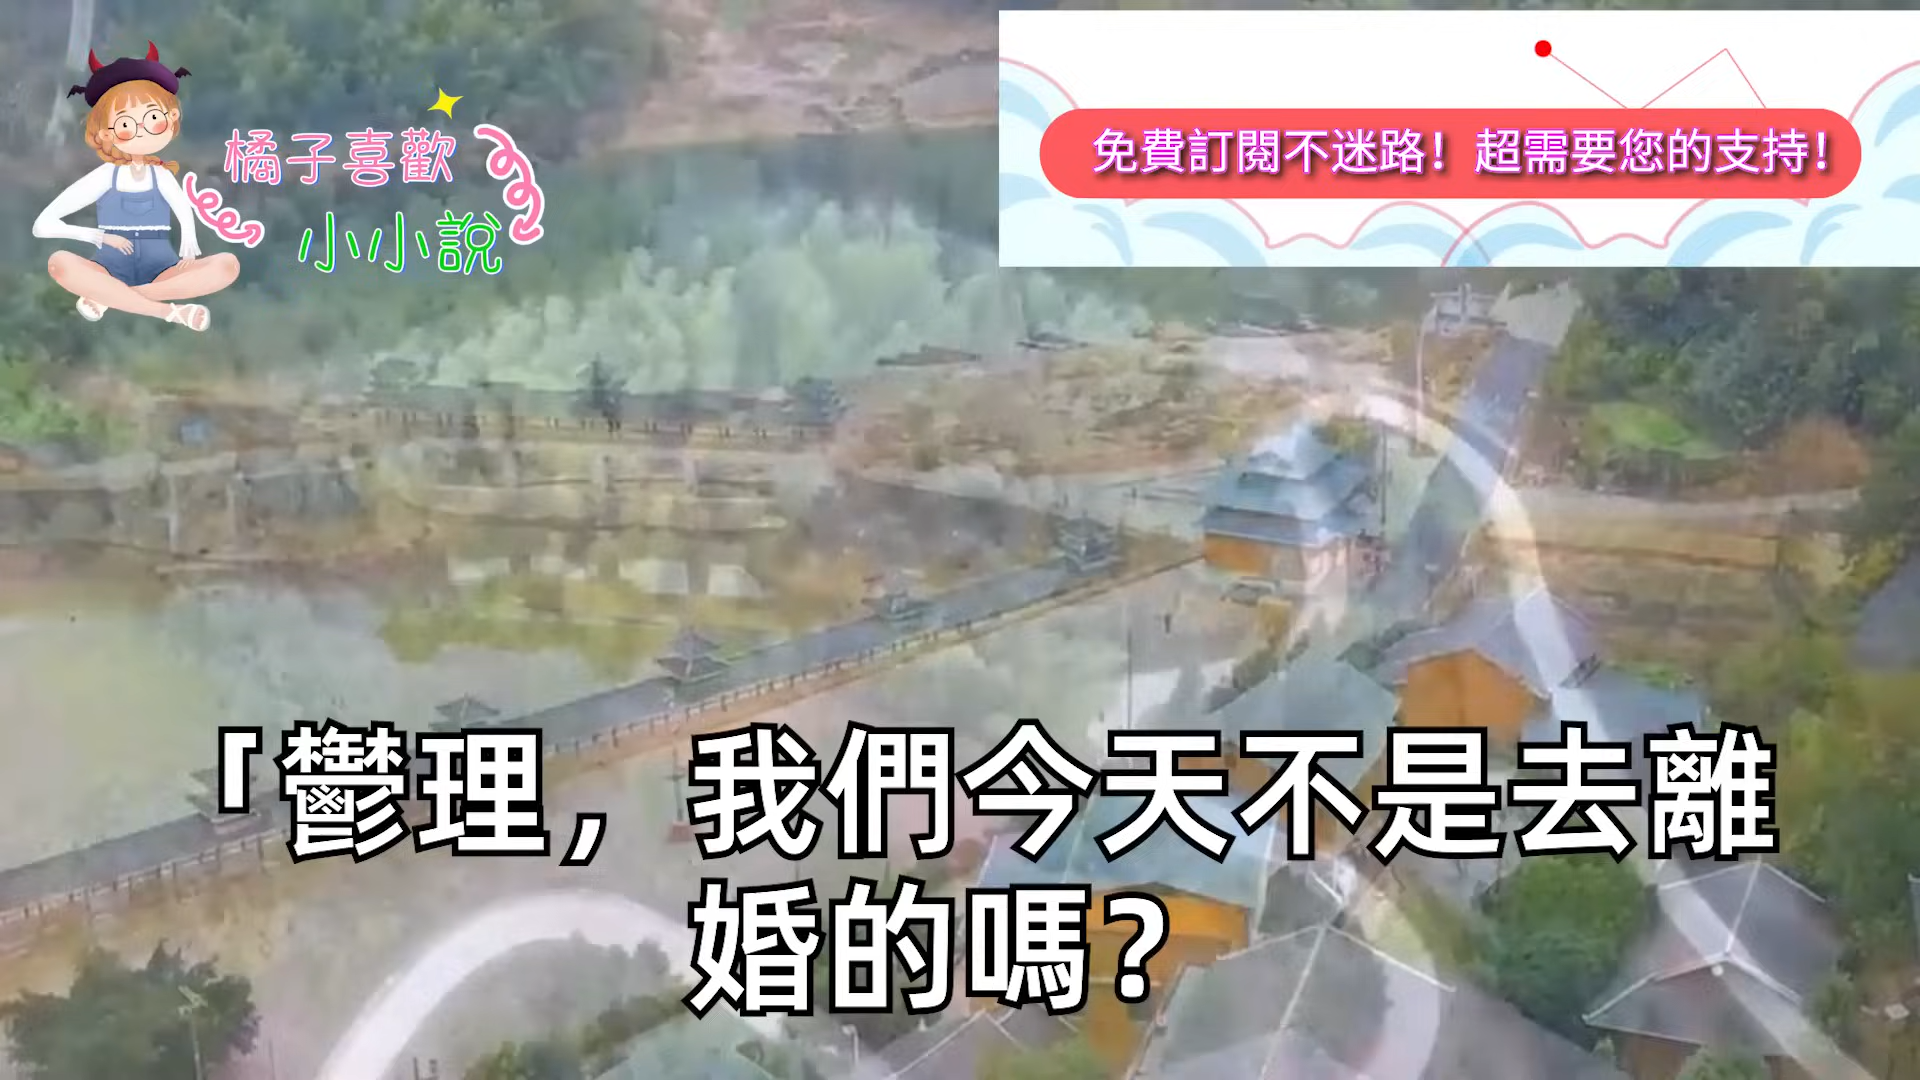 橘子喜歡
小小說
免費訂閱不迷路！超需要您的支持！
「鬱理，我們今天不是去離
婚的嗎？